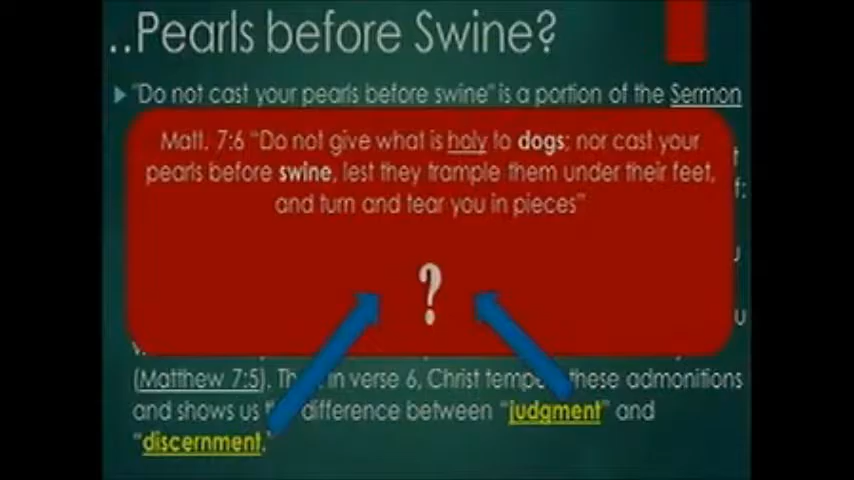 ..Pearls before Swine?
"Do not cast your pearls before swine" is a portion of the Sermon
Matt. 7:6 "Do not give what is holy to dogs; nor cast your
pearls before swine, lest they trample them under their feet,
and turn and tear you in pieces"
?
(Matthew 7:5). in verse 6, Christ these admonitions
and shows us difference between "judgment" and
"discernment."